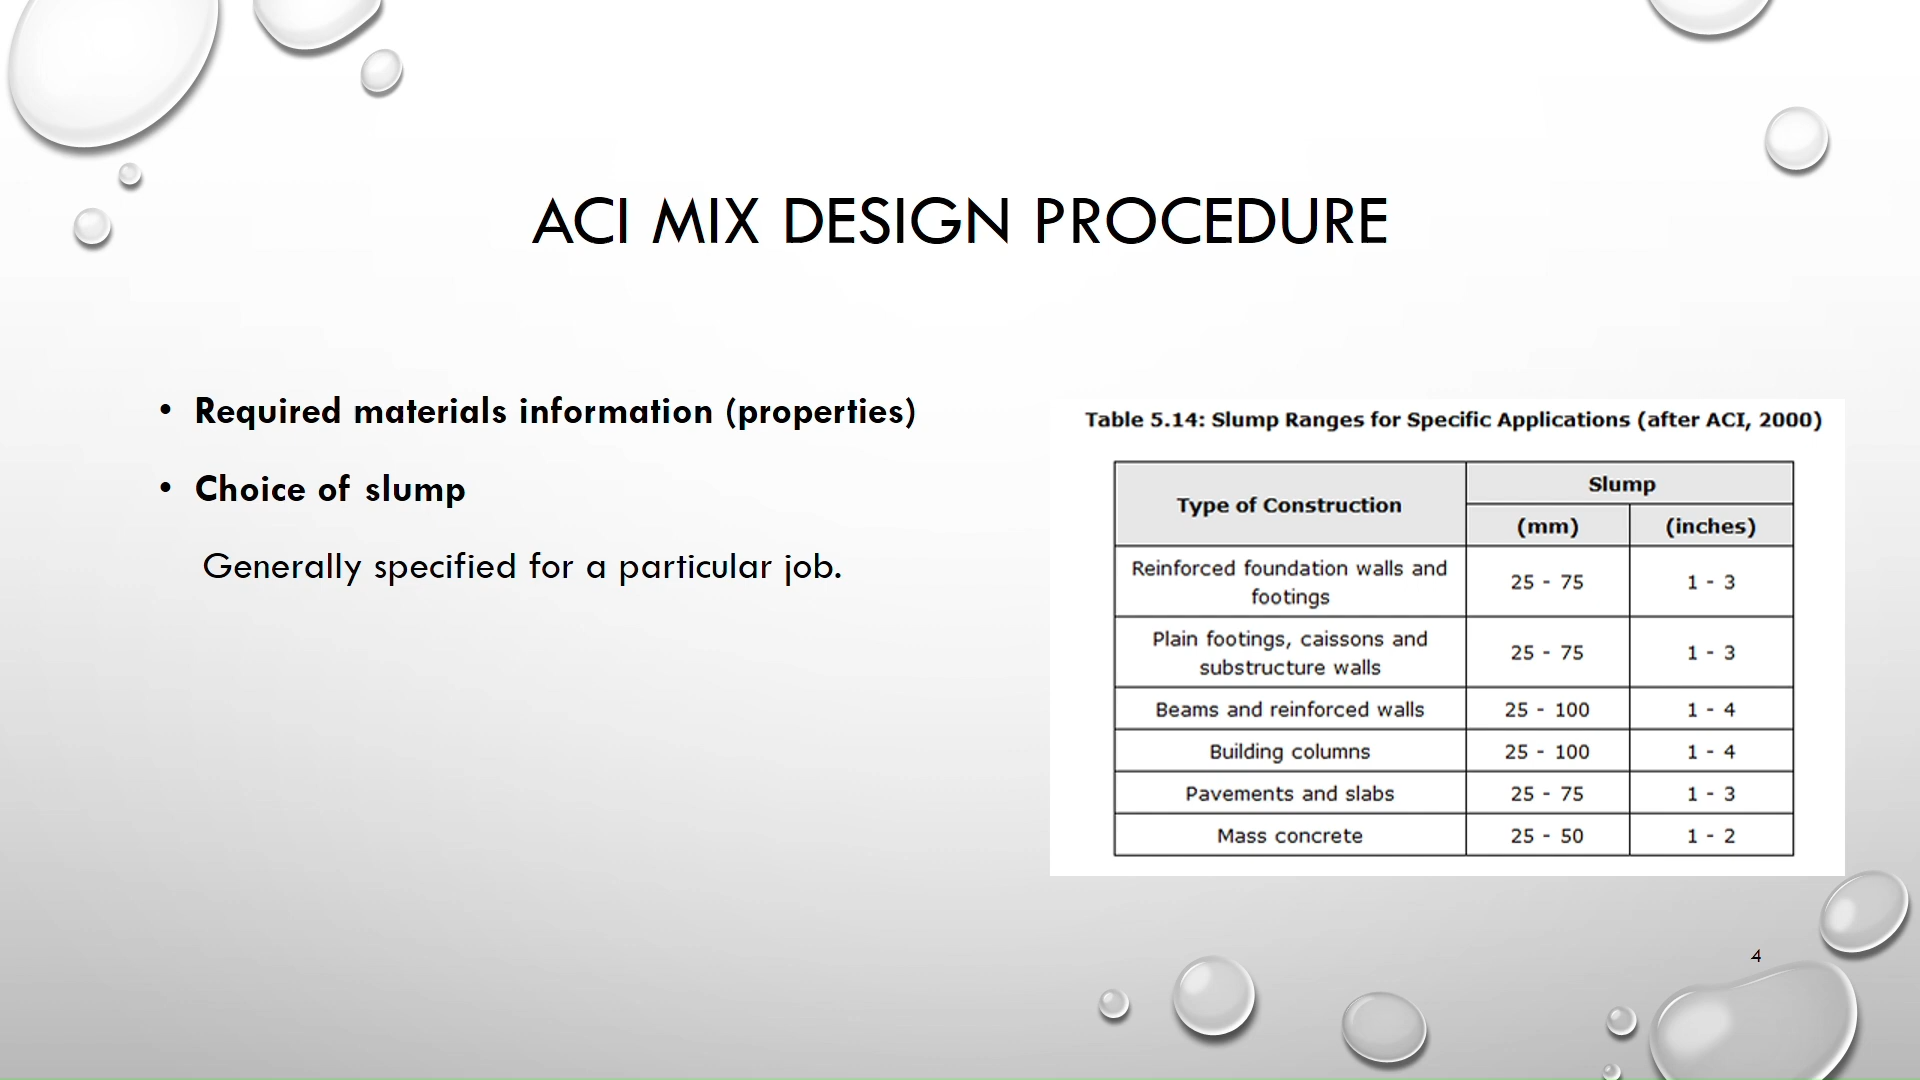 ACI MIX DESIGN PROCEDURE
• Required materials information (properties)
• Choice of slump
Generally specified for a particular job.
Table 5.14: Slump Ranges for Specific Applications (after ACI, 2000)
Type of Construction
Slump
(mm) (inches)
Reinforced foundation walls and
footings
25 - 75 1 - 3
Plain footings, caissons and
substructure walls
25 - 75 1 - 3
Beams and reinforced walls 25 - 100 1 - 4
Building columns 25 - 100 1 - 4
Pavements and slabs 25 - 75 1 - 3
Mass concrete 25 - 50 1 - 2
4